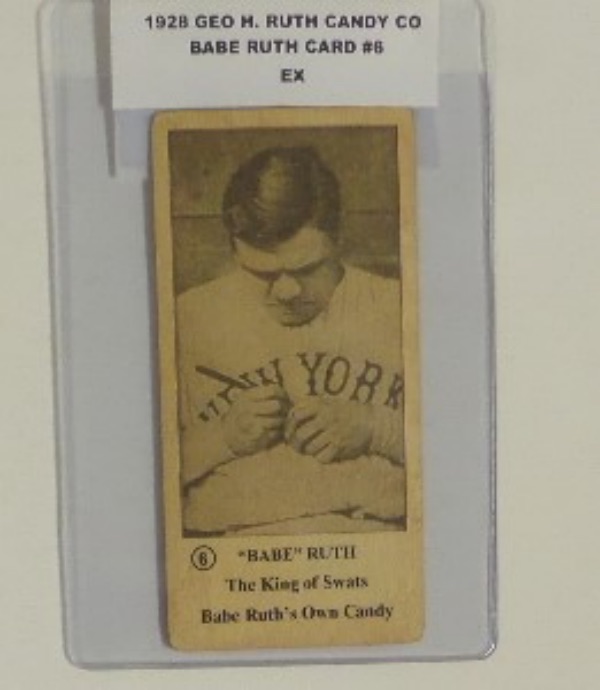 1928 GEO H. RUTH CANDY CO
BABE RUTH CARD #6
EX
NEW YORK
6 "BABE" RUTH
The King of Swats
Babe Ruth's Own Candy